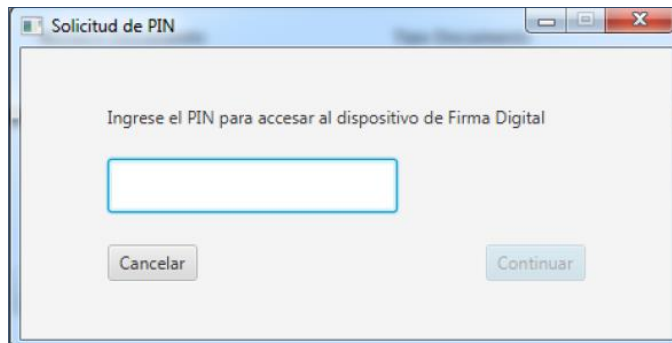 Solicitud de PIN
Ingrese el PIN para accesar al dispositivo de Firma Digital
Cancelar
Continuar